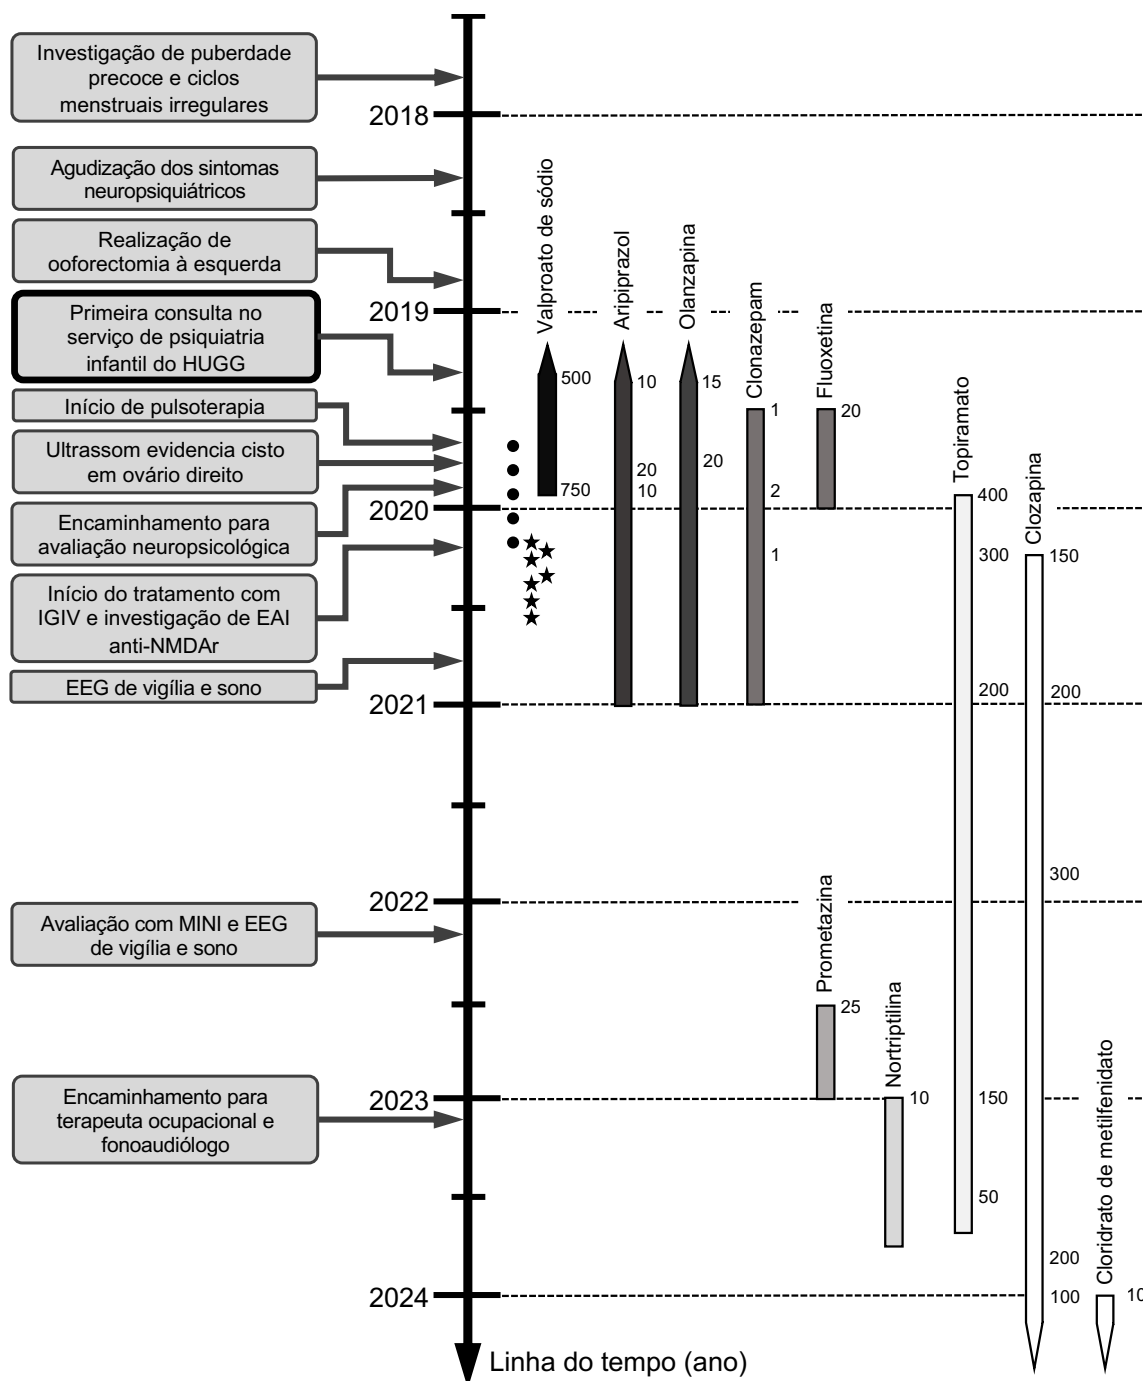 Investigação de puberdade
precoce e ciclos
menstruais irregulares
2018
Agudização dos sintomas
neuropsiquiátricos
Realização de
ooforectomia à esquerda
2019
Primeira consulta no
serviço de psiquiatria
infantil do HUGG
Início de pulsoterapia
Ultrassom evidencia cisto
em ovário direito
2020
Encaminhamento para
avaliação neuropsicológica
Início do tratamento com
IGIV e investigação de EAI
anti-NMDAr
EEG de vigília e sono
2021
2022
Avaliação com MINI e EEG
de vigília e sono
2023
Encaminhamento para
terapeuta ocupacional e
fonoaudiólogo
2024
Linha do tempo (ano)
Valproato de sódio
500
750
Aripiprazol
10
20
10
Olanzapina
15
20
Clonazepam
1
2
1
Fluoxetina
20
Prometazina
25
Nortriptilina
10
Topiramato
400
300
200
150
50
Clozapina
150
200
300
200
100
Cloridrato de metilfenidato
10